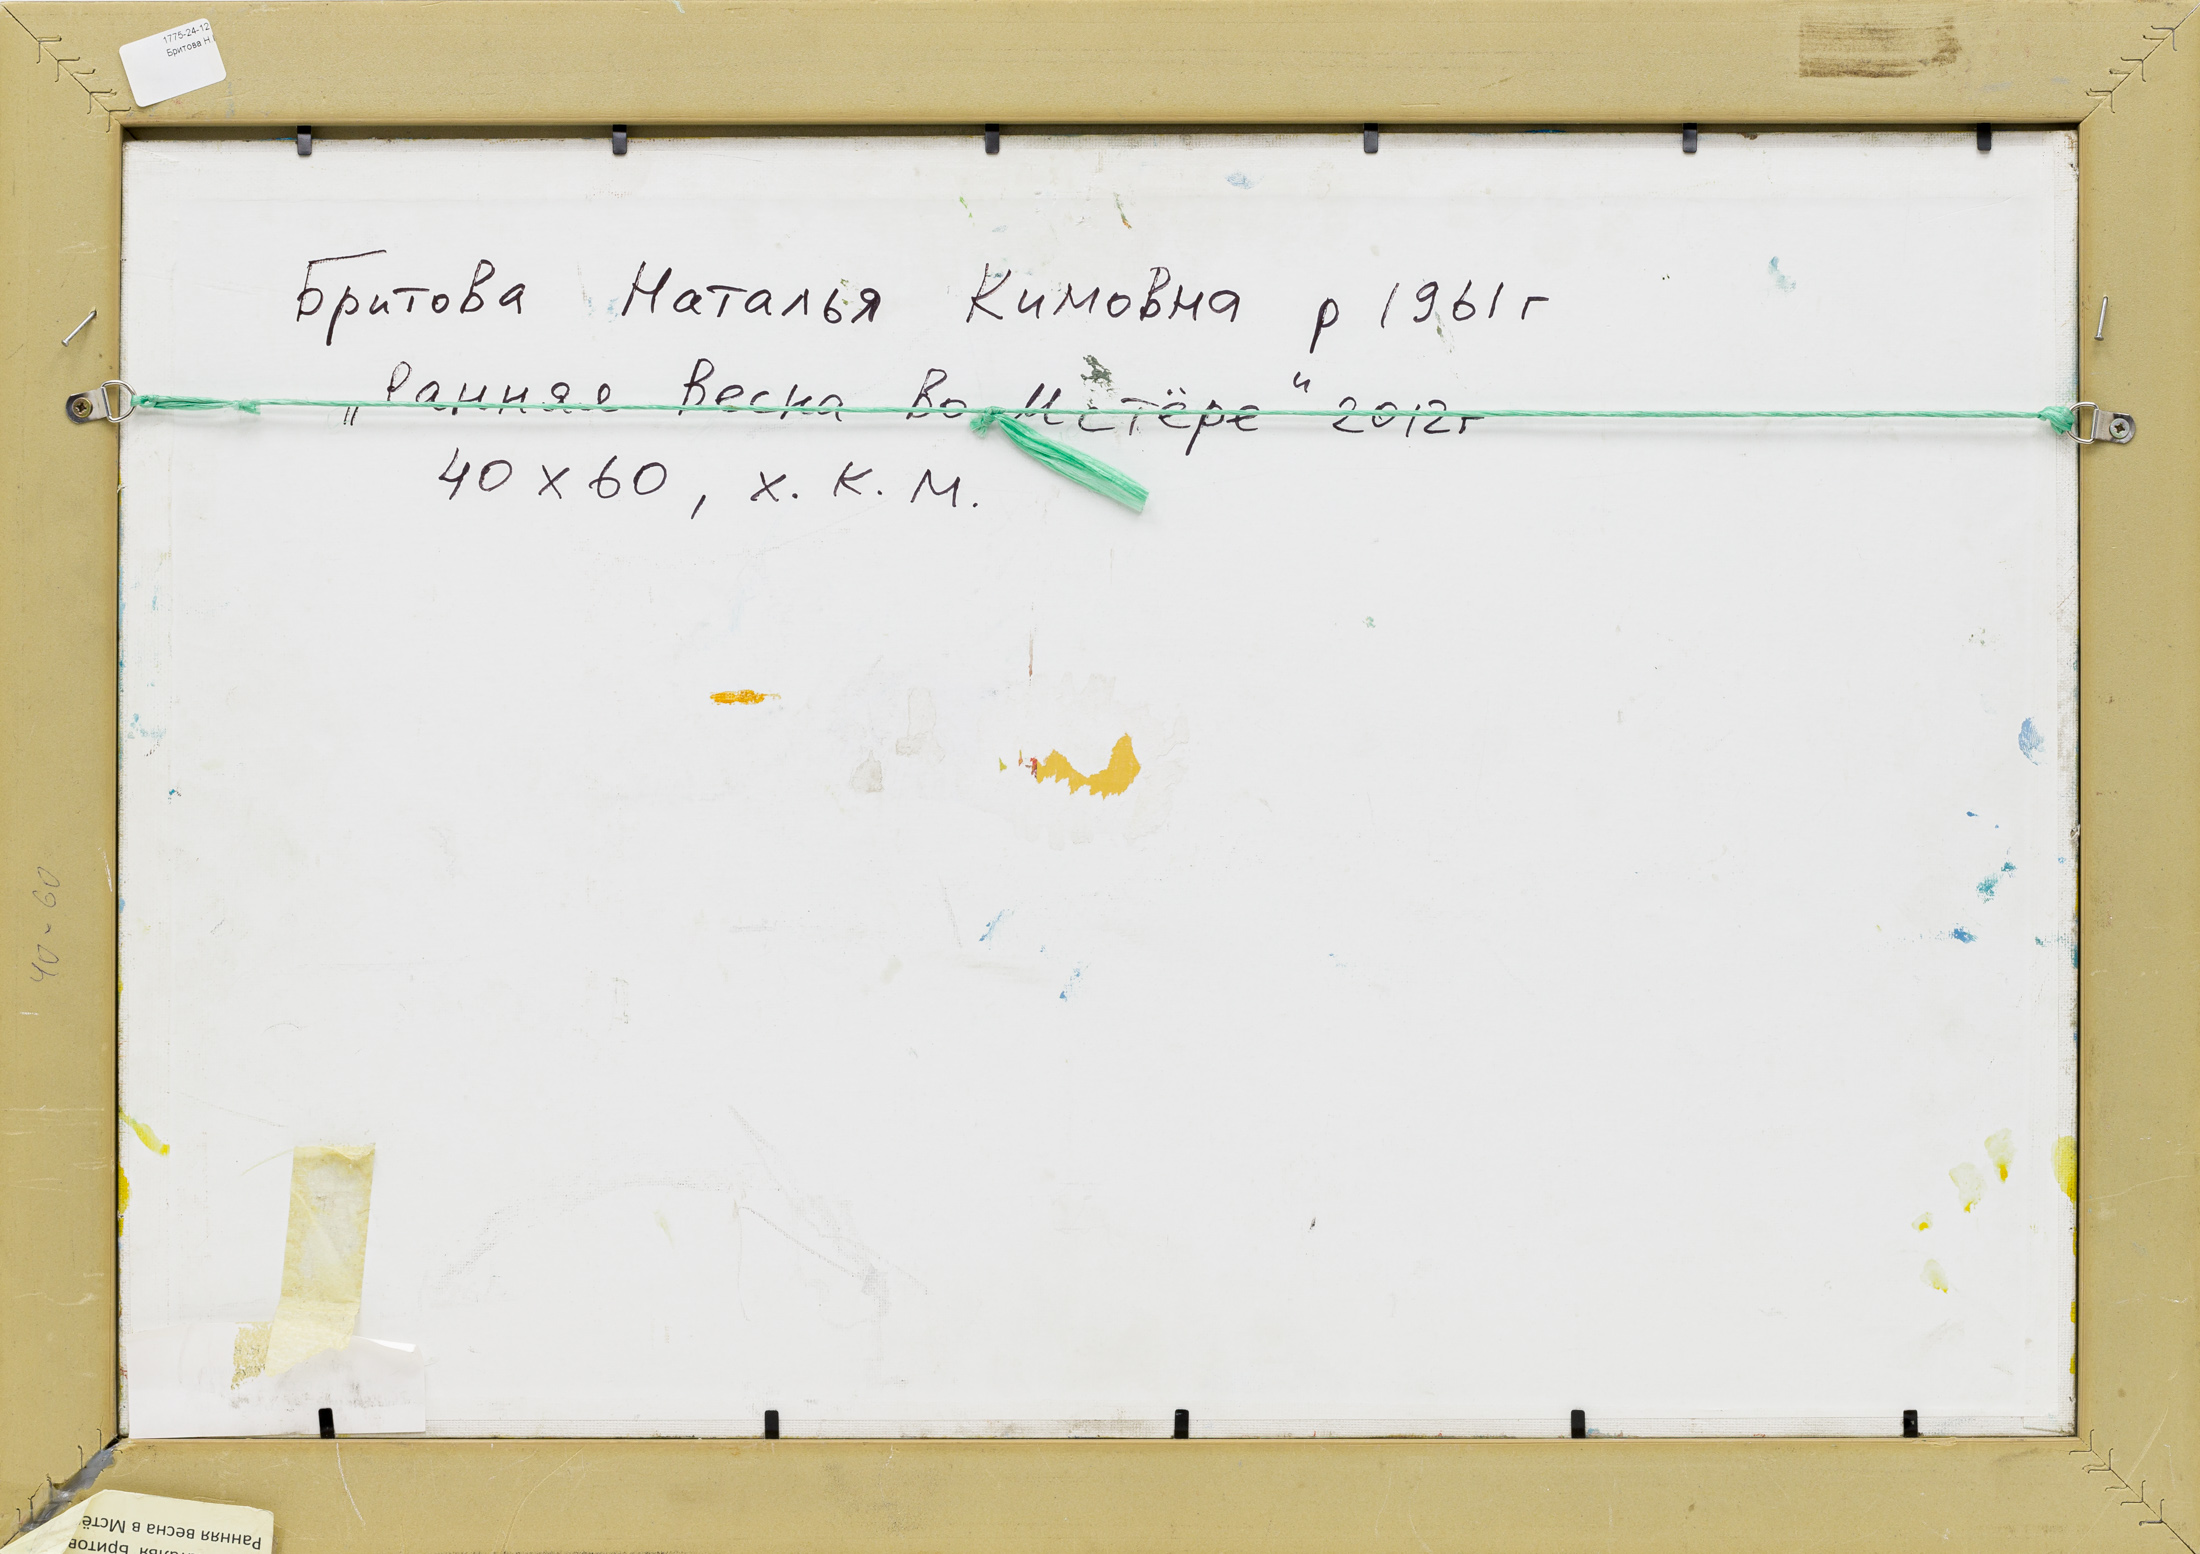 1775-24-12
Бритова Н
Бритова Наталья Кимовна р 1961г
„Ранняя весна во Мстёре“ 2012г
40 х 60, х. к. м.
40-60
Ранняя весна в Мстё